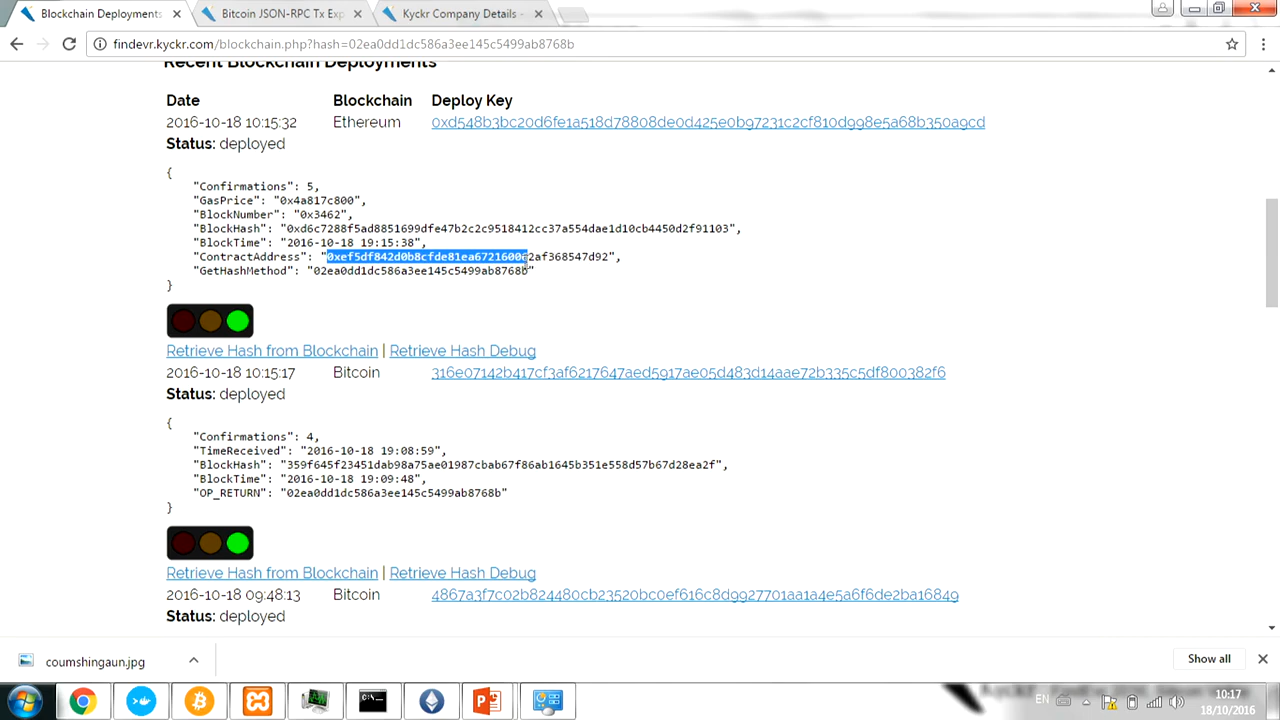 Blockchain Deployments
Bitcoin JSON-RPC Tx Exp
Kyckr Company Details -
findevr.kyckr.com/blockchain.php?hash=02ea0dd1dc586a3ee145c5499ab8768b
Recent Blockchain Deployments
Date Blockchain Deploy Key
2016-10-18 10:15:32 Ethereum 0xd548b3bc20d6fe1a518d78808de0d425e0b97231c2cf810d998e5a68b350a9cd
Status: deployed
{
"Confirmations": 5,
"GasPrice": "0x4a817c800",
"BlockNumber": "0x3462",
"BlockHash": "0xd6c7288f5ad8851699dfe47b2c2c9518412cc37a554dae1d10cb4450d2f91103",
"BlockTime": "2016-10-18 19:15:38",
"ContractAddress": "0xef5df842d0b8cfde81ea6721600e2af368547d92",
"GetHashMethod": "02ea0dd1dc586a3ee145c5499ab8768b"
}
Retrieve Hash from Blockchain | Retrieve Hash Debug
2016-10-18 10:15:17 Bitcoin 316e07142b417cf3af6217647aed5917ae05d483d14aae72b335c5df800382f6
Status: deployed
{
"Confirmations": 4,
"TimeReceived": "2016-10-18 19:08:59",
"BlockHash": "359f645f23451dab98a75ae01987cbab67f86ab1645b351e558d57b67d28ea2f",
"BlockTime": "2016-10-18 19:09:48",
"OP_RETURN": "02ea0dd1dc586a3ee145c5499ab8768b"
}
Retrieve Hash from Blockchain | Retrieve Hash Debug
2016-10-18 09:48:13 Bitcoin 4867a3f7c02b824480cb23520bc0ef616c8d9927701aa1a4e5a6f6de2ba16849
Status: deployed
coumshingaun.jpg
Show all
EN
10:17
18/10/2016